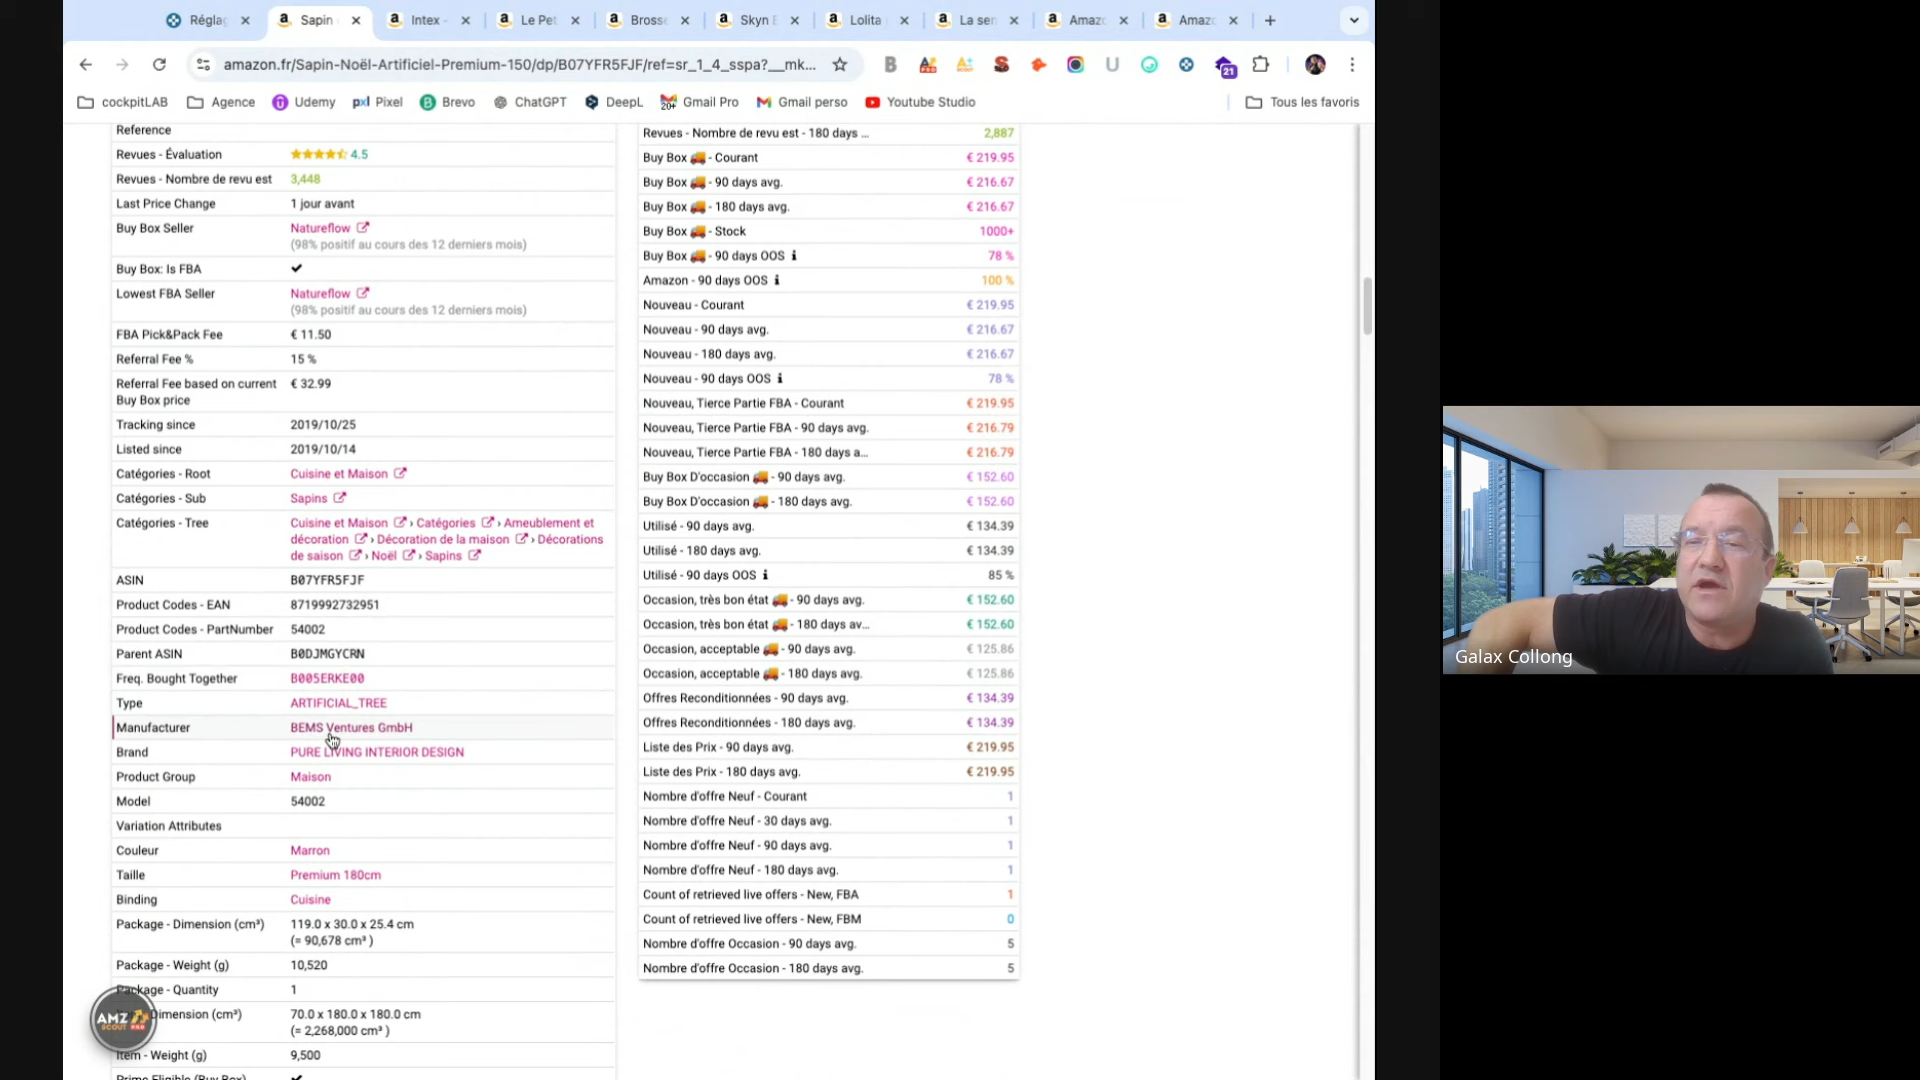 Réglag
Sapin
Intex -
Le Pet
Bross
Skyn E
Lolita
La sen
Amazo
Amazo
amazon.fr/Sapin-Noël-Artificiel-Premium-150/dp/B07YFR5FJF/ref=sr_1_4_sspa?__mk...
21
cockpitLAB
Agence
Udemy
pxl Pixel
Brevo
ChatGPT
DeepL
Gmail Pro
Gmail perso
Youtube Studio
Tous les favoris
Reference
Revues - Évaluation 4.5
Revues - Nombre de revu est 3,448
Last Price Change 1 jour avant
Buy Box Seller Natureflow
(98% positif au cours des 12 derniers mois)
Buy Box: Is FBA ✔
Lowest FBA Seller Natureflow
(98% positif au cours des 12 derniers mois)
FBA Pick&Pack Fee € 11.50
Referral Fee % 15 %
Referral Fee based on current € 32.99
Buy Box price
Tracking since 2019/10/25
Listed since 2019/10/14
Catégories - Root Cuisine et Maison
Catégories - Sub Sapins
Catégories - Tree Cuisine et Maison › Catégories › Ameublement et
décoration › Décoration de la maison › Décorations
de saison › Noël › Sapins
ASIN B07YFR5FJF
Product Codes - EAN 8719992732951
Product Codes - PartNumber 54002
Parent ASIN B0DJMGYCRN
Freq. Bought Together B005ERKE00
Type ARTIFICIAL_TREE
Manufacturer BEMS Ventures GmbH
Brand PURE LIVING INTERIOR DESIGN
Product Group Maison
Model 54002
Variation Attributes
Couleur Marron
Taille Premium 180cm
Binding Cuisine
Package - Dimension (cm³) 119.0 x 30.0 x 25.4 cm
(= 90,678 cm³ )
Package - Weight (g) 10,520
Package - Quantity 1
Dimension (cm³) 70.0 x 180.0 x 180.0 cm
(= 2,268,000 cm³ )
Item - Weight (g) 9,500
Prime Eligible (Buy Box) ✔
AMZ
SCOUT PRO
Revues - Nombre de revu est - 180 days ... 2,887
Buy Box 🚚 - Courant € 219.95
Buy Box 🚚 - 90 days avg. € 216.67
Buy Box 🚚 - 180 days avg. € 216.67
Buy Box 🚚 - Stock 1000+
Buy Box 🚚 - 90 days OOS ℹ 78 %
Amazon - 90 days OOS ℹ 100 %
Nouveau - Courant € 219.95
Nouveau - 90 days avg. € 216.67
Nouveau - 180 days avg. € 216.67
Nouveau - 90 days OOS ℹ 78 %
Nouveau, Tierce Partie FBA - Courant € 219.95
Nouveau, Tierce Partie FBA - 90 days avg. € 216.79
Nouveau, Tierce Partie FBA - 180 days a... € 216.79
Buy Box D'occasion 🚚 - 90 days avg. € 152.60
Buy Box D'occasion 🚚 - 180 days avg. € 152.60
Utilisé - 90 days avg. € 134.39
Utilisé - 180 days avg. € 134.39
Utilisé - 90 days OOS ℹ 85 %
Occasion, très bon état 🚚 - 90 days avg. € 152.60
Occasion, très bon état 🚚 - 180 days av... € 152.60
Occasion, acceptable 🚚 - 90 days avg. € 125.86
Occasion, acceptable 🚚 - 180 days avg. € 125.86
Offres Reconditionnées - 90 days avg. € 134.39
Offres Reconditionnées - 180 days avg. € 134.39
Liste des Prix - 90 days avg. € 219.95
Liste des Prix - 180 days avg. € 219.95
Nombre d'offre Neuf - Courant 1
Nombre d'offre Neuf - 30 days avg. 1
Nombre d'offre Neuf - 90 days avg. 1
Nombre d'offre Neuf - 180 days avg. 1
Count of retrieved live offers - New, FBA 1
Count of retrieved live offers - New, FBM 0
Nombre d'offre Occasion - 90 days avg. 5
Nombre d'offre Occasion - 180 days avg. 5
Galax Collong